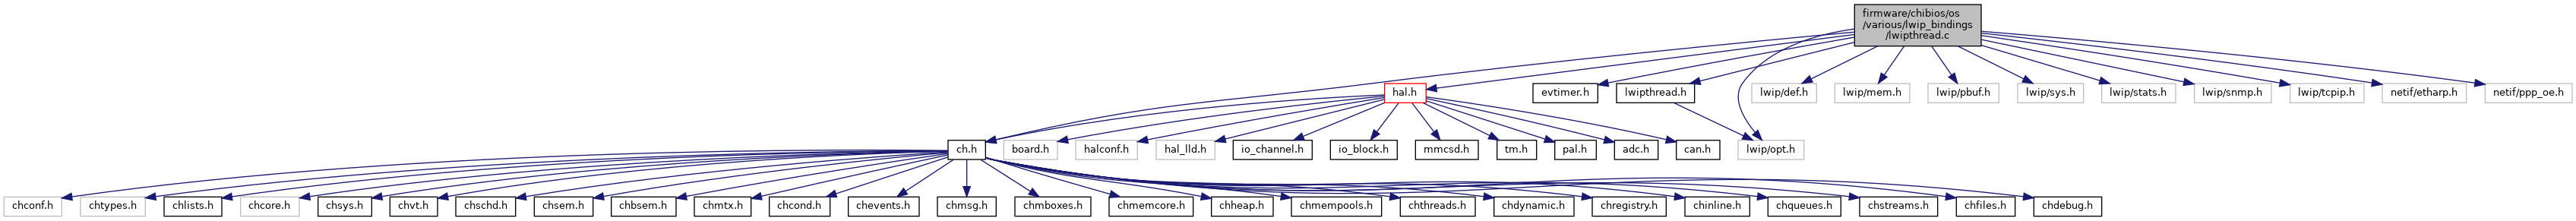 firmware/chibios/os
/various/lwip_bindings
/lwipthread.c
hal.h
evtimer.h
lwipthread.h
lwip/def.h
lwip/mem.h
lwip/pbuf.h
lwip/sys.h
lwip/stats.h
lwip/snmp.h
lwip/tcpip.h
netif/etharp.h
netif/ppp_oe.h
ch.h
board.h
halconf.h
hal_lld.h
io_channel.h
io_block.h
mmcsd.h
tm.h
pal.h
adc.h
can.h
lwip/opt.h
chconf.h
chtypes.h
chlists.h
chcore.h
chsys.h
chvt.h
chschd.h
chsem.h
chbsem.h
chmtx.h
chcond.h
chevents.h
chmsg.h
chmboxes.h
chmemcore.h
chheap.h
chmempools.h
chthreads.h
chdynamic.h
chregistry.h
chinline.h
chqueues.h
chstreams.h
chfiles.h
chdebug.h